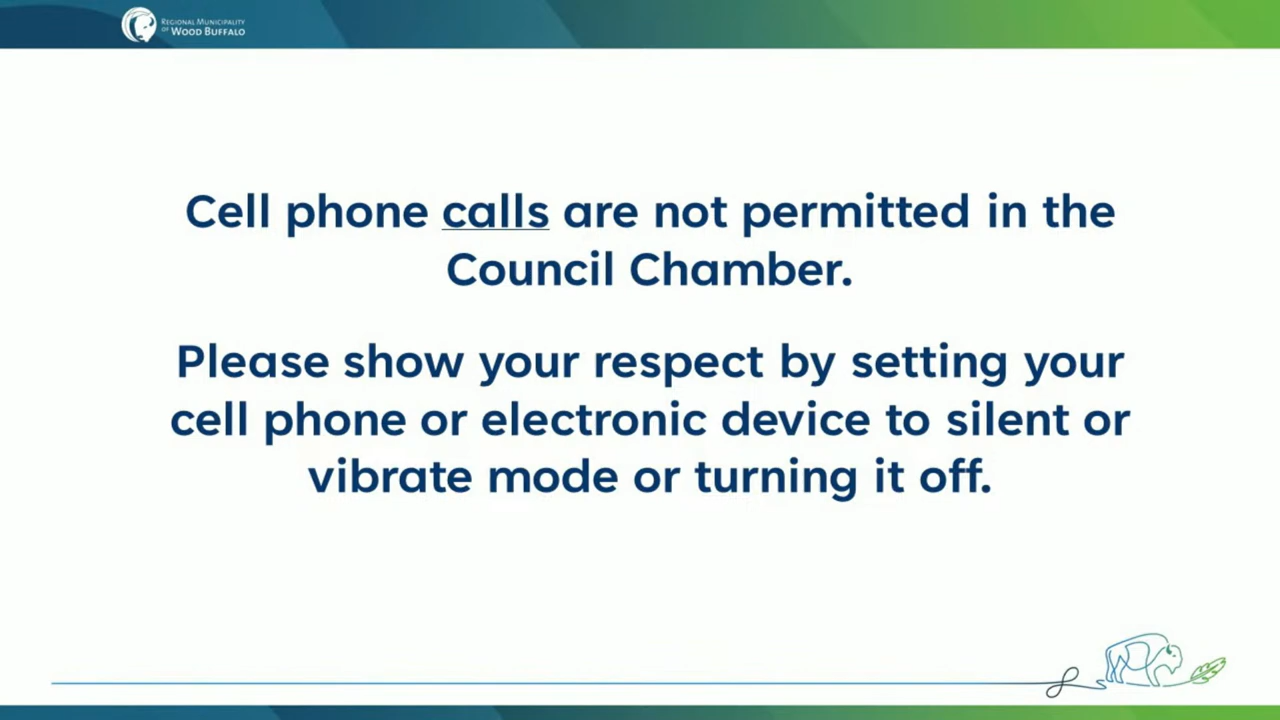 REGIONAL MUNICIPALITY
OF WOOD BUFFALO
Cell phone calls are not permitted in the
Council Chamber.
Please show your respect by setting your
cell phone or electronic device to silent or
vibrate mode or turning it off.